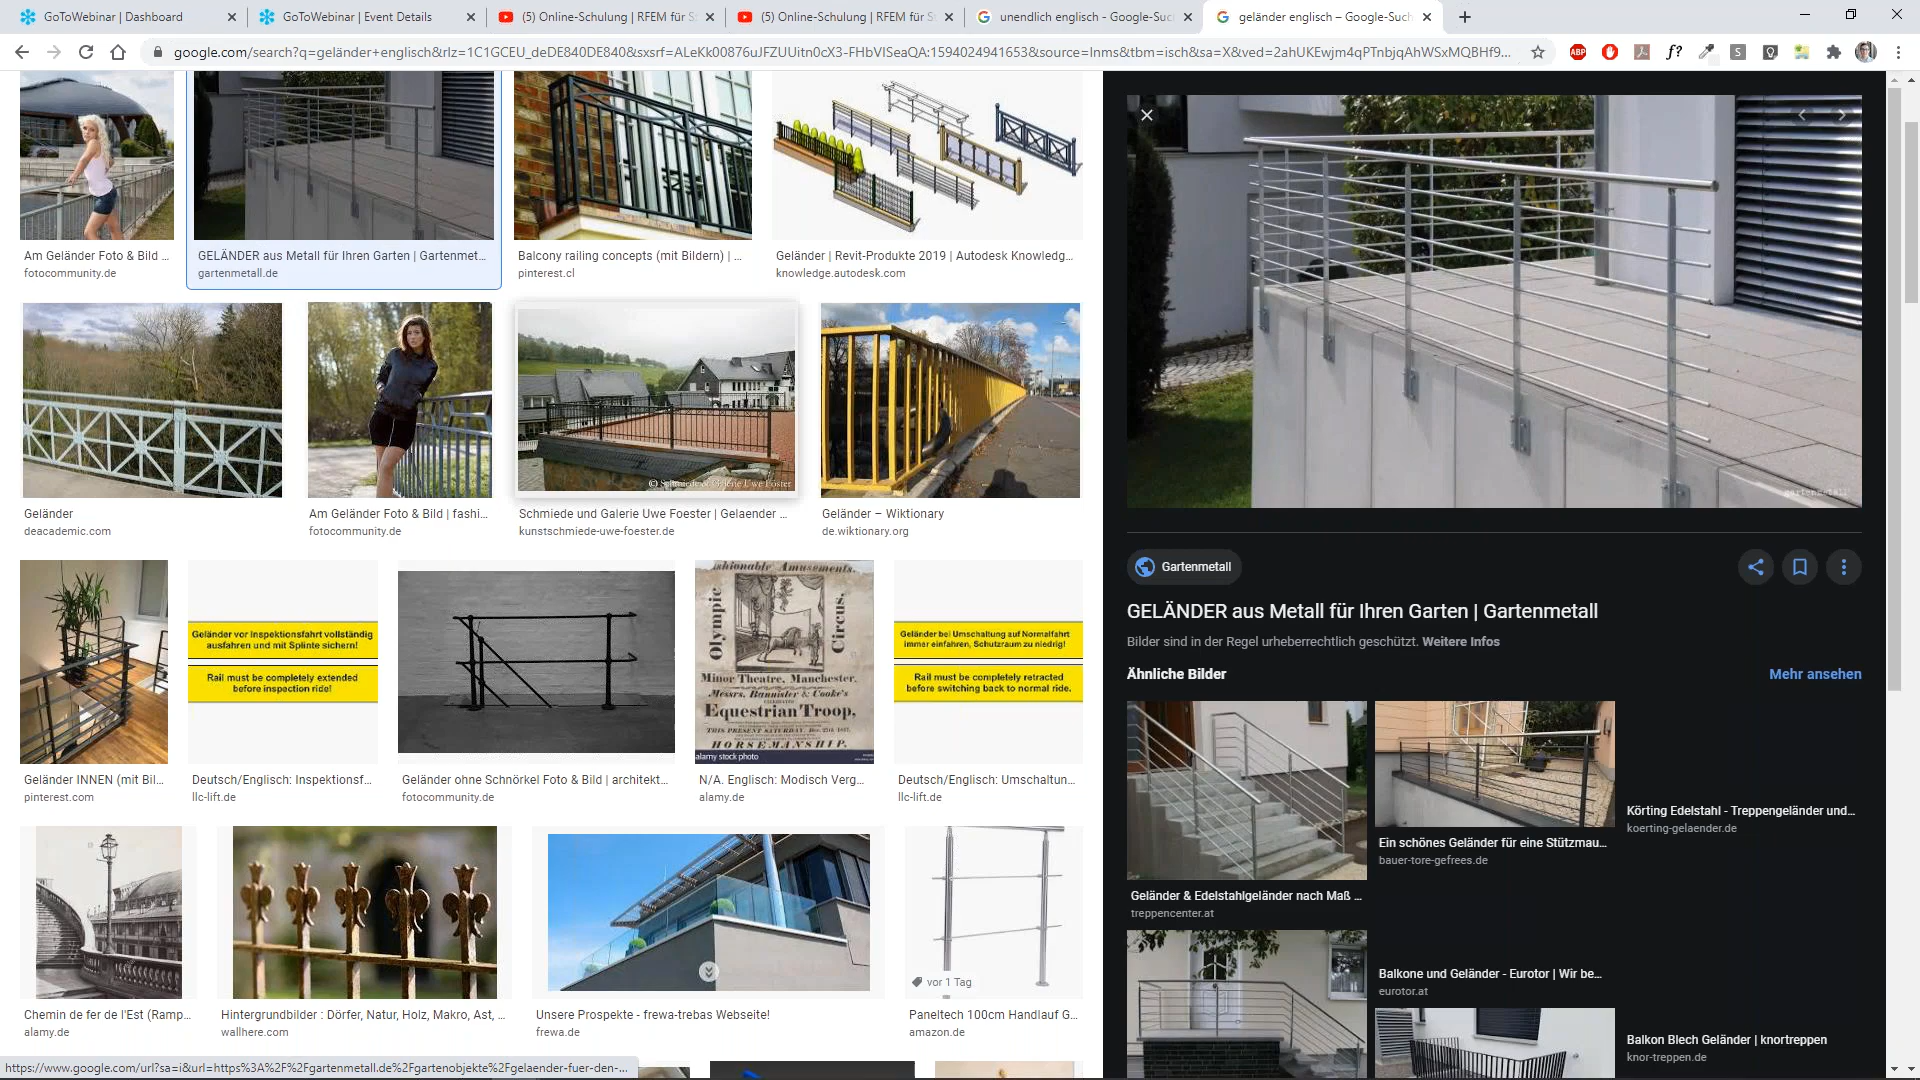 GoToWebinar | Dashboard
GoToWebinar | Event Details
(5) Online-Schulung | RFEM für S
(5) Online-Schulung | RFEM für S
unendlich englisch - Google-Suc
geländer englisch – Google-Such
google.com/search?q=geländer+englisch&rlz=1C1GCEU_deDE840DE840&sxsrf=ALeKk00876uJFZUUitn0cX3-FHbVISeaQA:1594024941653&source=lnms&tbm=isch&sa=X&ved=2ahUKEwjm4qPTnbjqAhWSxMQBHf9...
Am Geländer Foto & Bild ...
fotocommunity.de
GELÄNDER aus Metall für Ihren Garten | Gartenmet...
gartenmetall.de
Balcony railing concepts (mit Bildern) | ...
pinterest.cl
Geländer | Revit-Produkte 2019 | Autodesk Knowledg...
knowledge.autodesk.com
© Schmiede & Galerie Uwe Foster
Geländer
deacademic.com
Am Geländer Foto & Bild | fashi...
fotocommunity.de
Schmiede und Galerie Uwe Foester | Gelaender ...
kunstschmiede-uwe-foester.de
Geländer – Wiktionary
de.wiktionary.org
Geländer vor Inspektionsfahrt vollständig
ausfahren und mit Splinte sichern!
Rail must be completely extended
before inspection ride!
Fashionable Amusements.
Olympic
Circus.
Minor Theatre, Manchester.
Messrs. Bannister & Cooke's
Equestrian Troop,
THIS PRESENT SATURDAY,
HORSEMANSHIP.
alamy stock photo
Geländer bei Umschaltung auf Normalfahrt
immer einfahren, Schutzraum zu niedrig!
Rail must be completely retracted
before switching back to normal ride.
Geländer INNEN (mit Bil...
pinterest.com
Deutsch/Englisch: Inspektionsf...
llc-lift.de
Geländer ohne Schnörkel Foto & Bild | architekt...
fotocommunity.de
N/A. Englisch: Modisch Verg...
alamy.de
Deutsch/Englisch: Umschaltun...
llc-lift.de
vor 1 Tag
Chemin de fer de l'Est (Ramp...
alamy.de
Hintergrundbilder : Dörfer, Natur, Holz, Makro, Ast, ...
wallhere.com
Unsere Prospekte - frewa-trebas Webseite!
frewa.de
Paneltech 100cm Handlauf G...
amazon.de
https://www.google.com/url?sa=i&url=https%3A%2F%2Fgartenmetall.de%2Fgartenobjekte%2Fgelaender-fuer-den-...
gartenmetall
Gartenmetall
GELÄNDER aus Metall für Ihren Garten | Gartenmetall
Bilder sind in der Regel urheberrechtlich geschützt. Weitere Infos
Ähnliche Bilder
Mehr ansehen
Geländer & Edelstahlgeländer nach Maß ...
treppencenter.at
Ein schönes Geländer für eine Stützmau...
bauer-tore-gefrees.de
Körting Edelstahl - Treppengeländer und...
koerting-gelaender.de
Balkone und Geländer - Eurotor | Wir be...
eurotor.at
Balkon Blech Geländer | knortreppen
knor-treppen.de